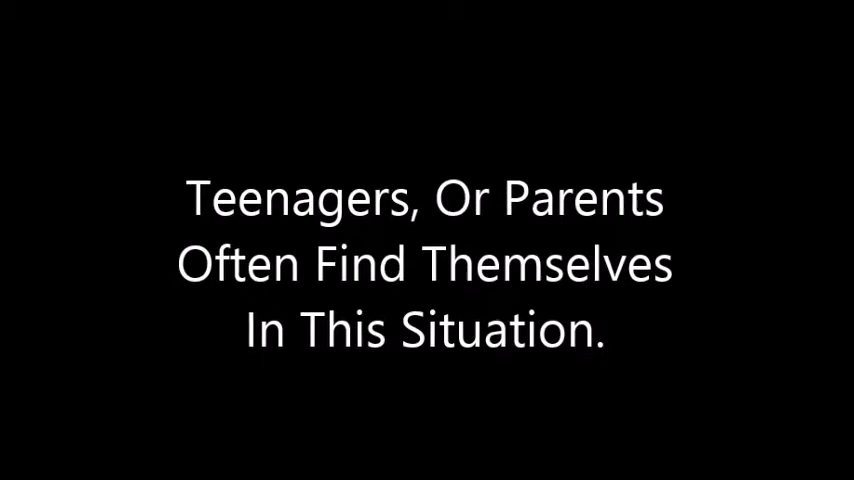 Teenagers, Or Parents
Often Find Themselves
In This Situation.